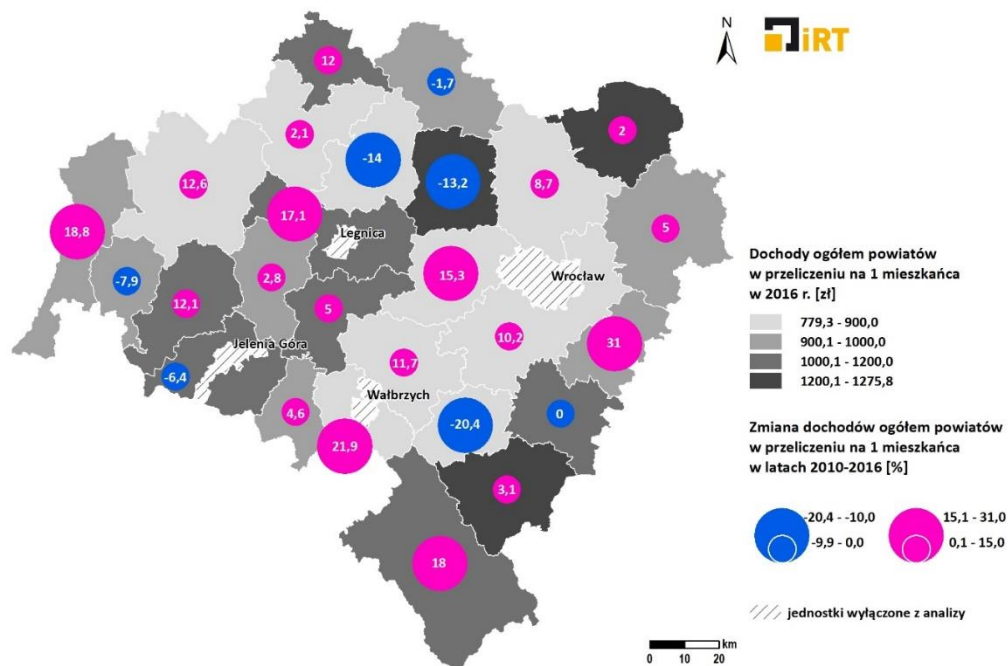 N
iRT
12
-1,7
2
2,1
-14
-13,2
8,7
12,6
5
17,1
18,8
Legnica
Wrocław
-7,9
2,8
15,3
12,1
5
10,2
31
Jelenia Góra
11,7
-6,4
Wałbrzych
4,6
0
-20,4
21,9
3,1
18
Dochody ogółem powiatów
w przeliczeniu na 1 mieszkańca
w 2016 r. [zł]
779,3 - 900,0
900,1 - 1000,0
1000,1 - 1200,0
1200,1 - 1275,8
Zmiana dochodów ogółem powiatów
w przeliczeniu na 1 mieszkańca
w latach 2010-2016 [%]
-20,4 - -10,0
-9,9 - 0,0
15,1 - 31,0
0,1 - 15,0
jednostki wyłączone z analizy
km
0 10 20